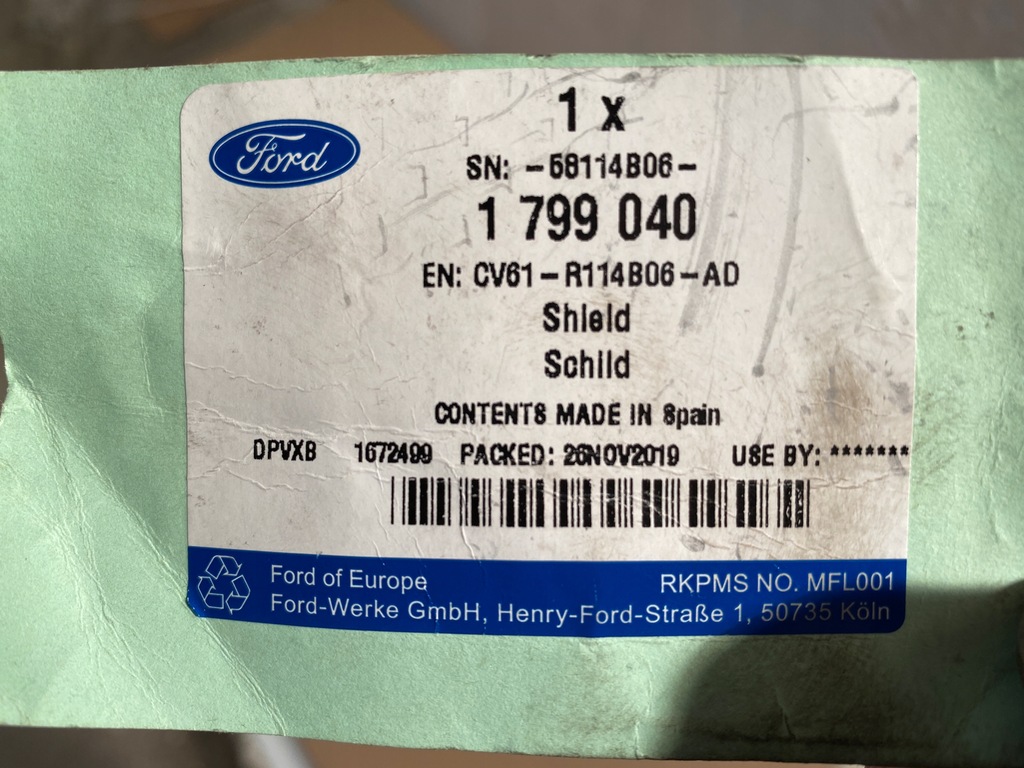 Ford
1 x
SN: -58114B06-
1 799 040
EN: CV61-R114B06-AD
Shield
Schild
CONTENTS MADE IN Spain
DPVXB 1672499 PACKED: 26NOV2019 USE BY: *******
Ford of Europe RKPMS NO. MFL001
Ford-Werke GmbH, Henry-Ford-Straße 1, 50735 Köln